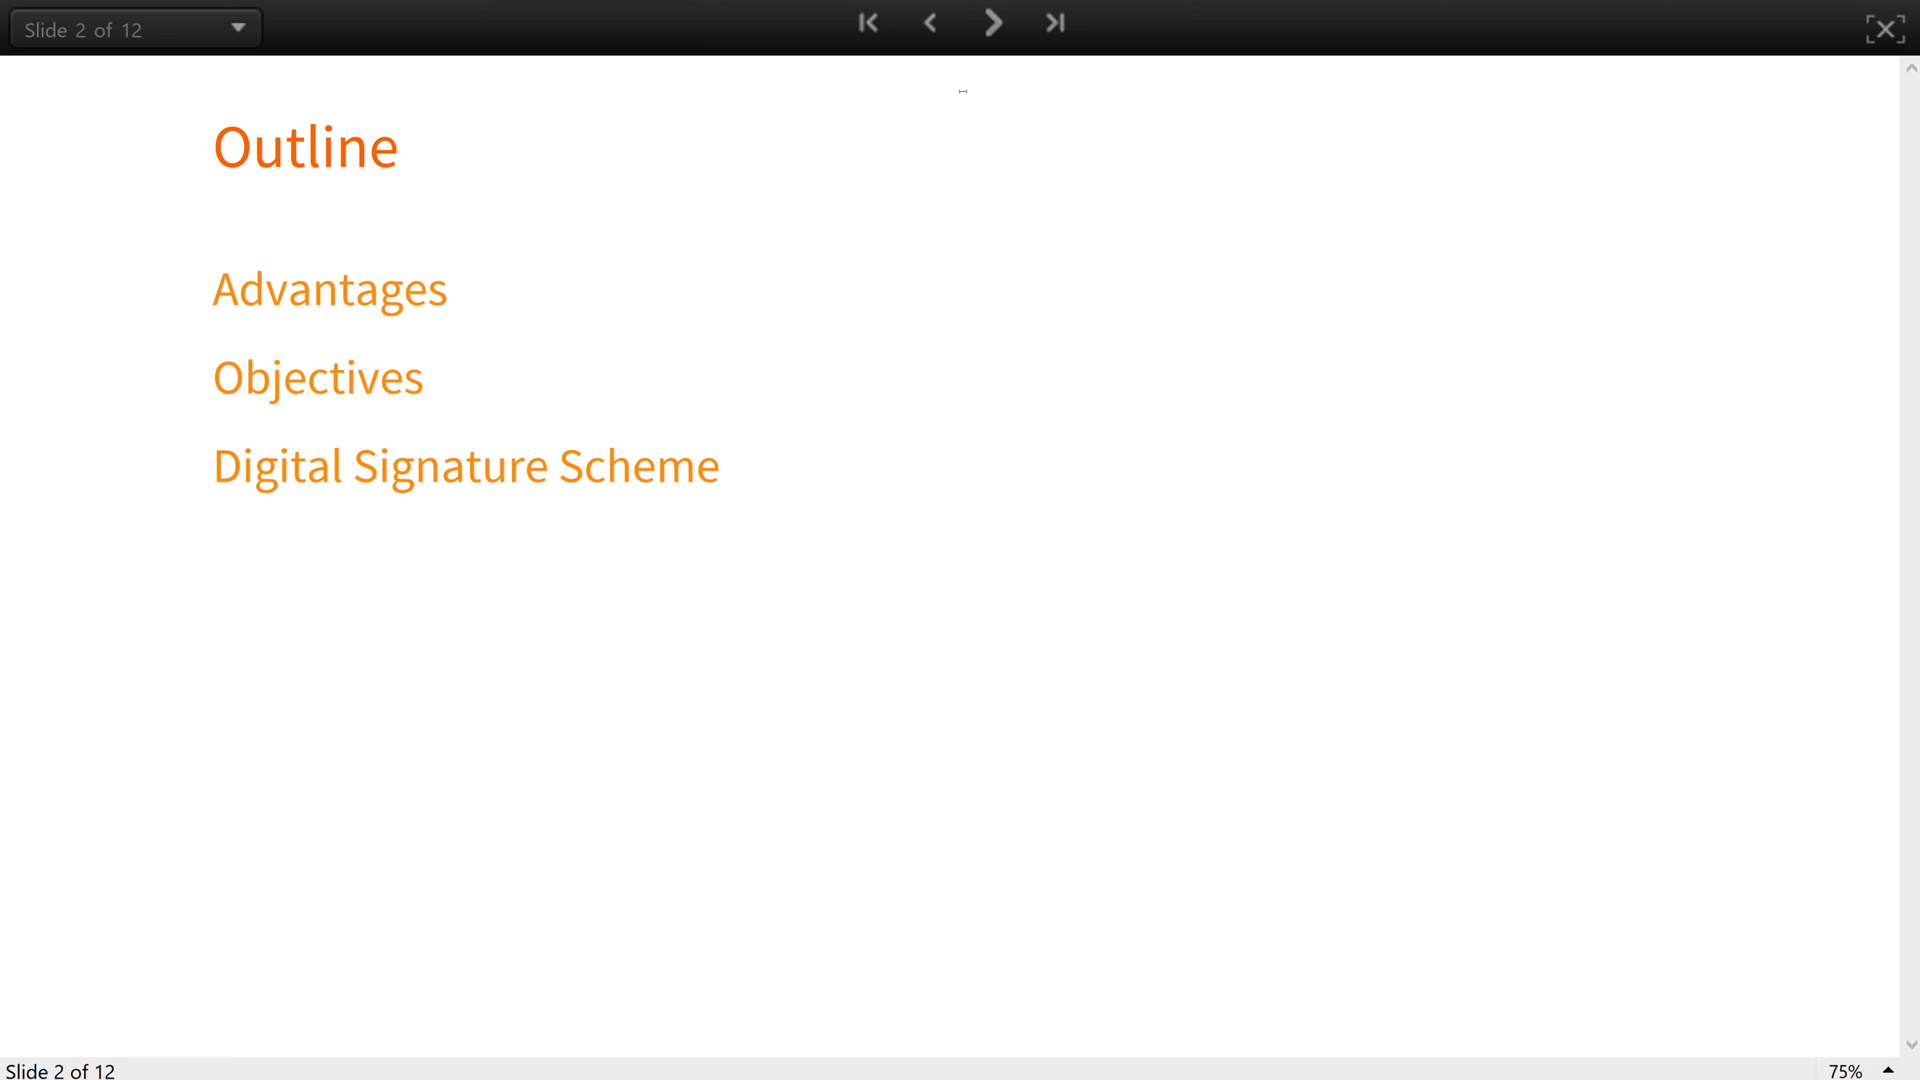 Slide 2 of 12
Outline
Advantages
Objectives
Digital Signature Scheme
Slide 2 of 12
75%